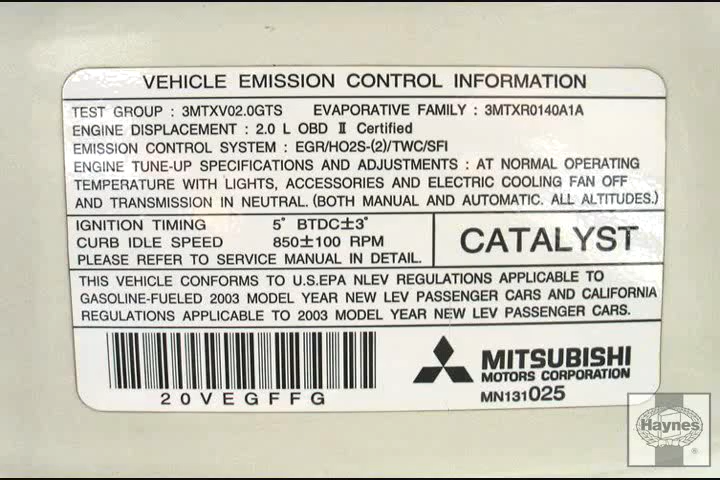 VEHICLE EMISSION CONTROL INFORMATION
TEST GROUP : 3MTXV02.0GTS EVAPORATIVE FAMILY : 3MTXR0140A1A
ENGINE DISPLACEMENT : 2.0 L OBD Ⅱ Certified
EMISSION CONTROL SYSTEM : EGR/HO2S-(2)/TWC/SFI
ENGINE TUNE-UP SPECIFICATIONS AND ADJUSTMENTS : AT NORMAL OPERATING
TEMPERATURE WITH LIGHTS, ACCESSORIES AND ELECTRIC COOLING FAN OFF
AND TRANSMISSION IN NEUTRAL. (BOTH MANUAL AND AUTOMATIC. ALL ALTITUDES.)
IGNITION TIMING 5° BTDC±3°
CURB IDLE SPEED 850±100 RPM
PLEASE REFER TO SERVICE MANUAL IN DETAIL.
CATALYST
THIS VEHICLE CONFORMS TO U.S.EPA NLEV REGULATIONS APPLICABLE TO
GASOLINE-FUELED 2003 MODEL YEAR NEW LEV PASSENGER CARS AND CALIFORNIA
REGULATIONS APPLICABLE TO 2003 MODEL YEAR NEW LEV PASSENGER CARS.
20VEGFFG
MITSUBISHI
MOTORS CORPORATION
MN131025
Haynes
®